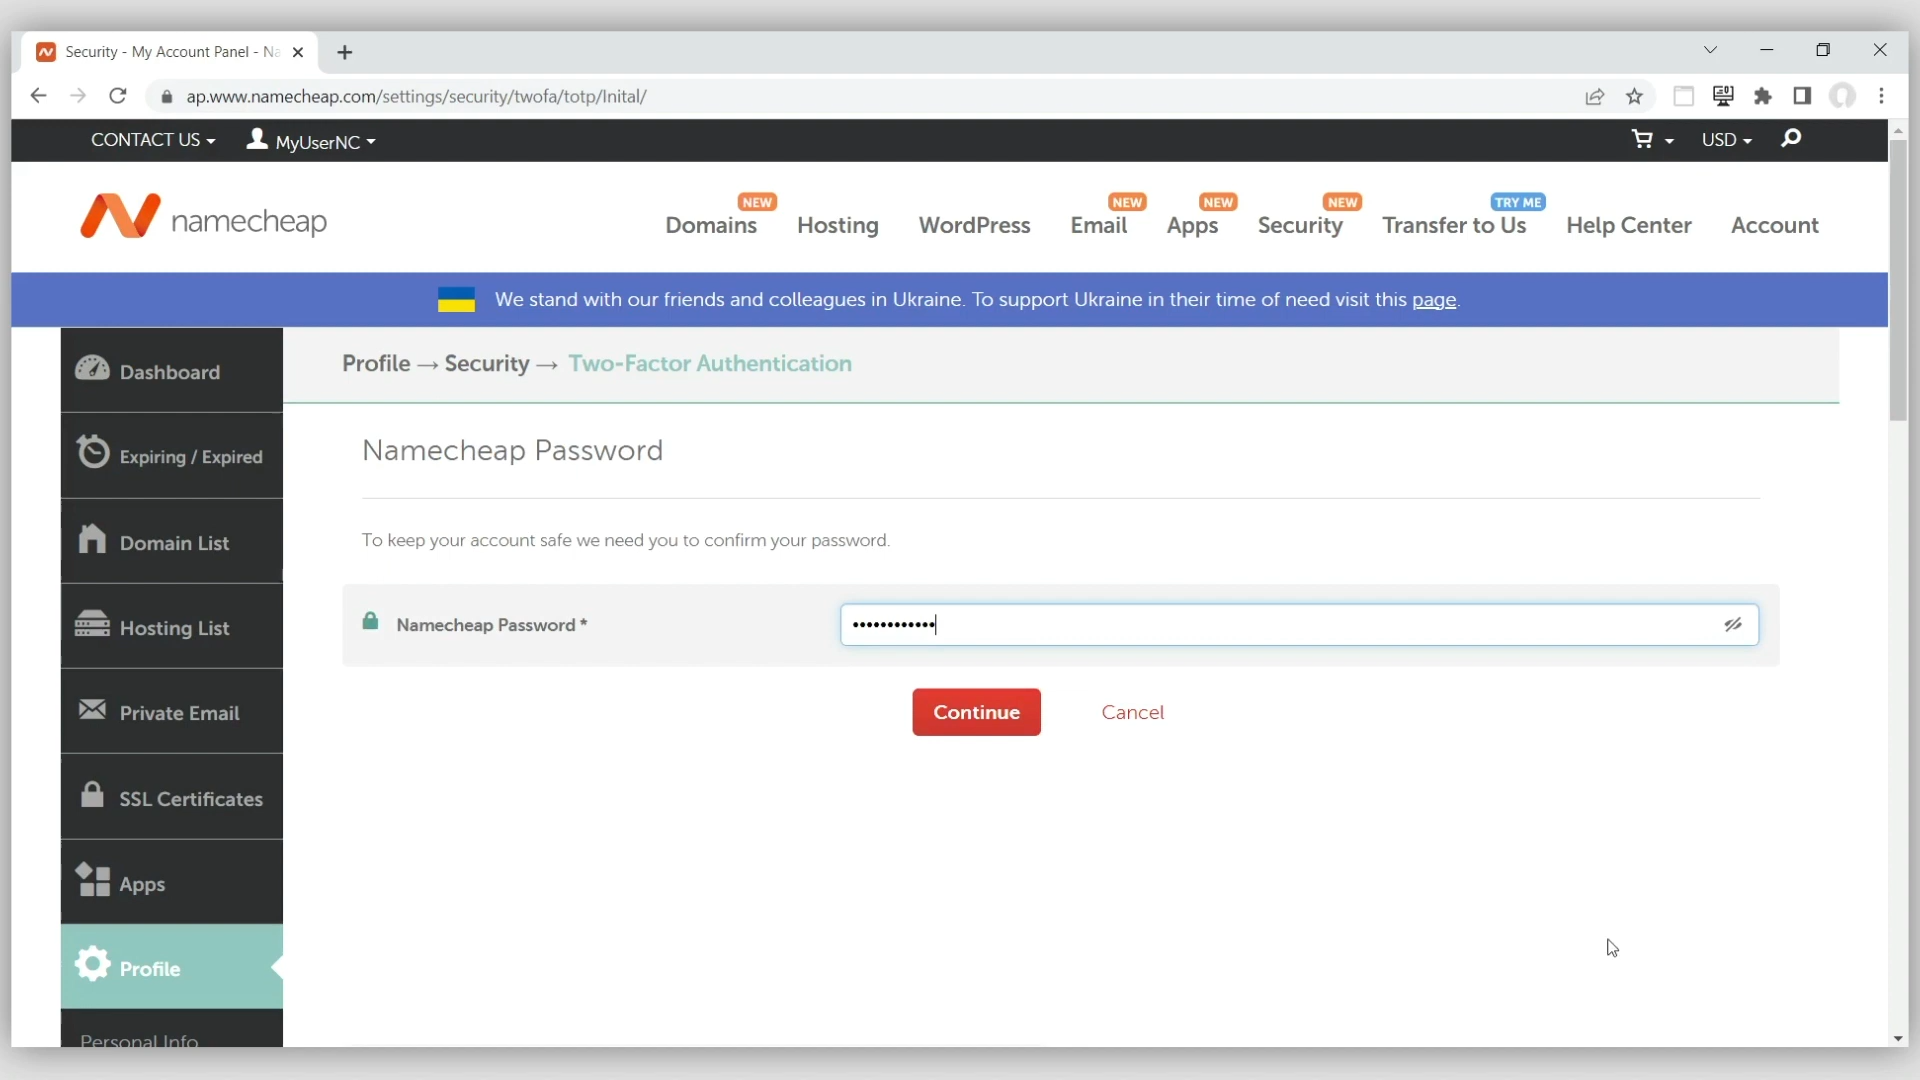 Security - My Account Panel - Na
ap.www.namecheap.com/settings/security/twofa/totp/Inital/
CONTACT US
MyUserNC
USD
namecheap
NEW
NEW
NEW
NEW
TRY ME
Domains
Hosting
WordPress
Email
Apps
Security
Transfer to Us
Help Center
Account
We stand with our friends and colleagues in Ukraine. To support Ukraine in their time of need visit this page.
Dashboard
Expiring / Expired
Domain List
Hosting List
Private Email
SSL Certificates
Apps
Profile
Personal Info
Profile → Security → Two-Factor Authentication
Namecheap Password
To keep your account safe we need you to confirm your password.
Namecheap Password *
••••••••••••
Continue
Cancel